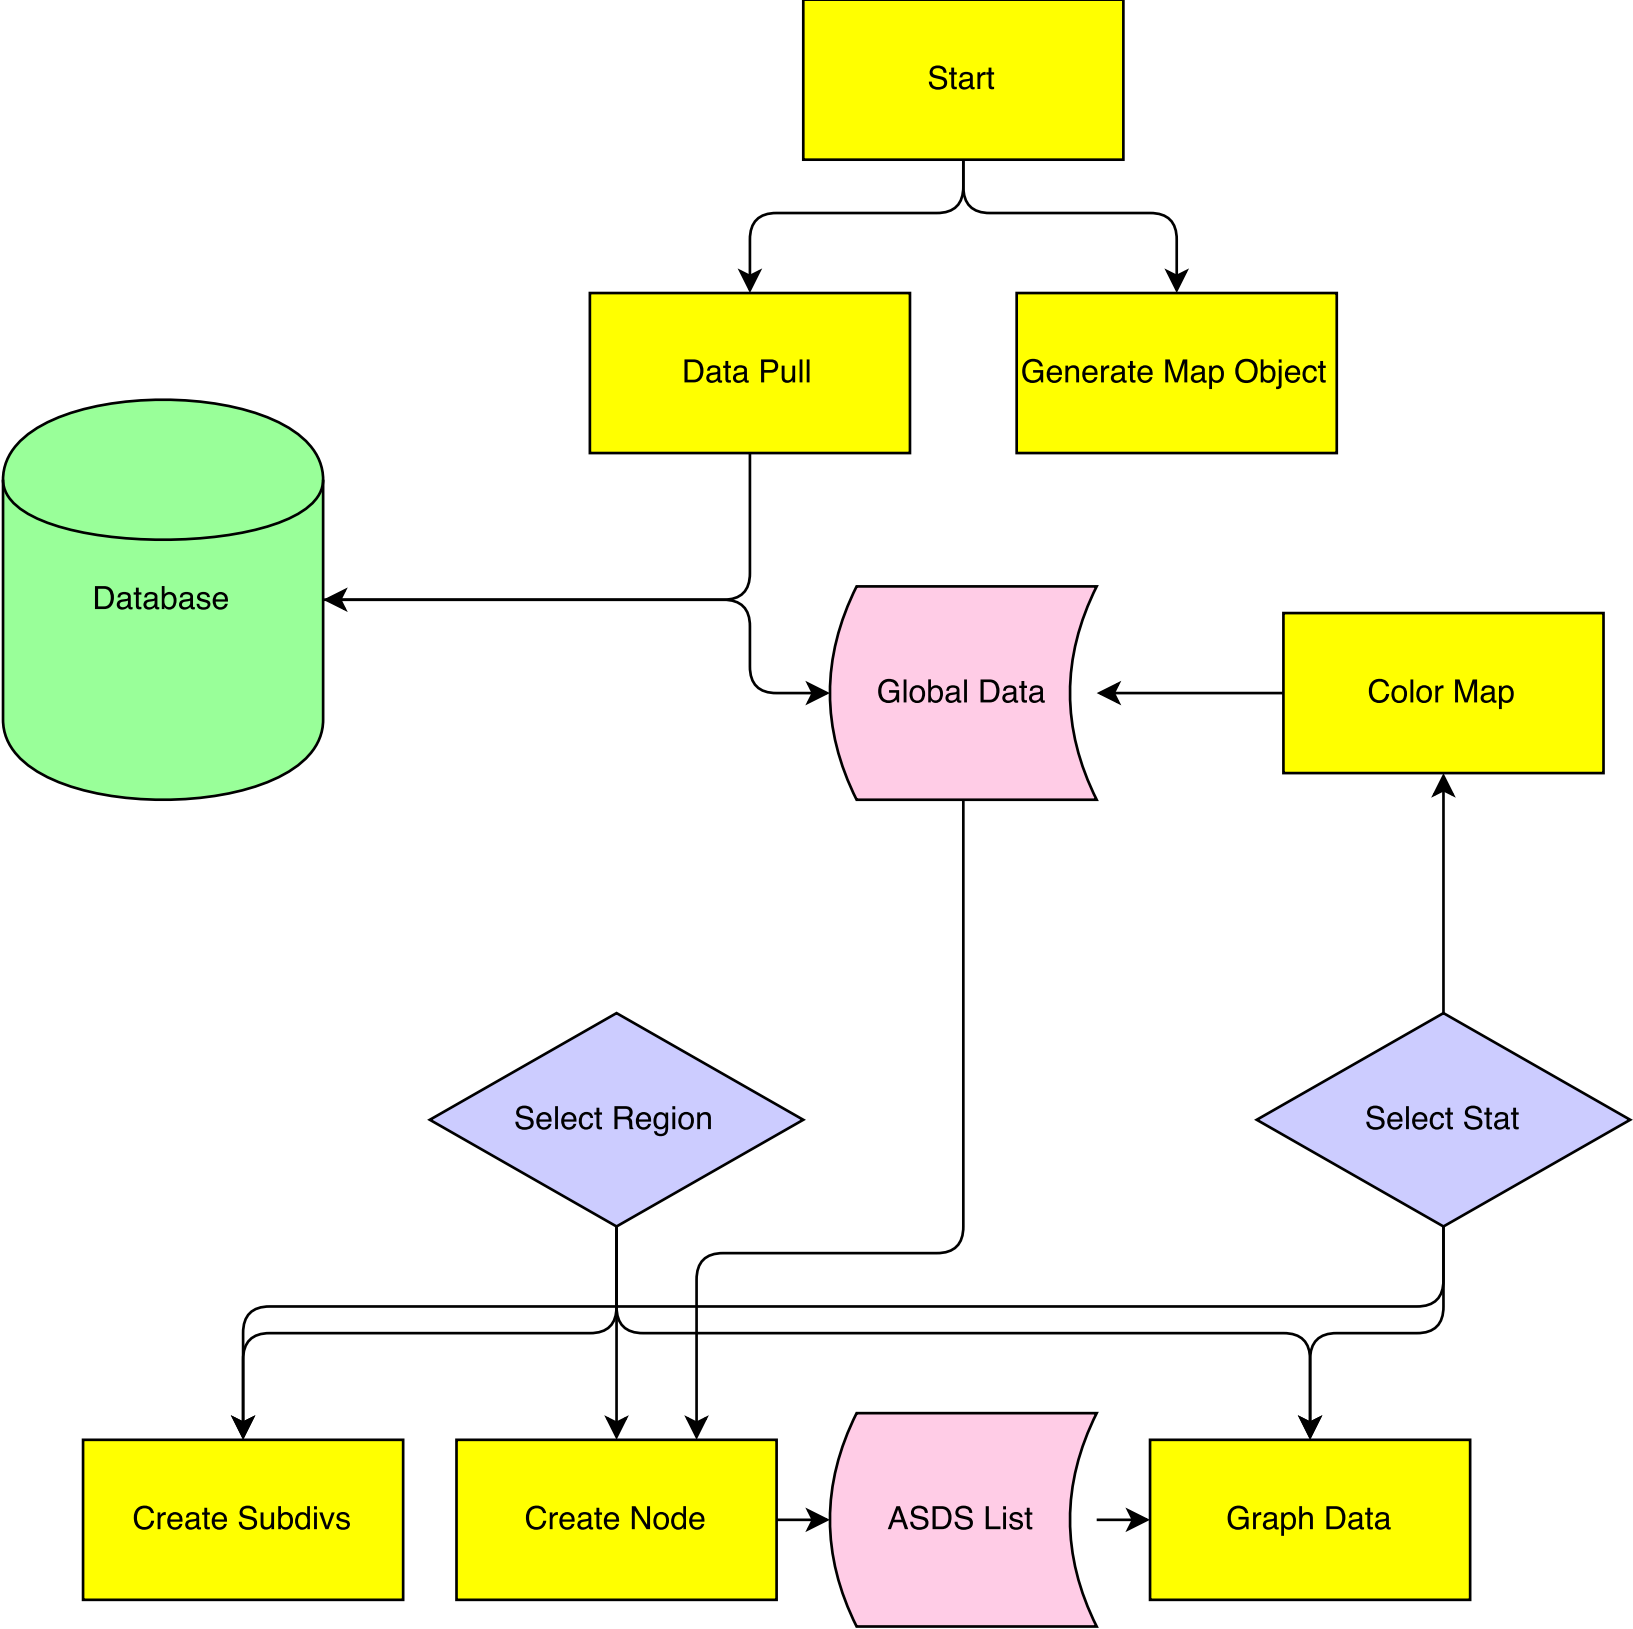 Start
Data Pull
Generate Map Object
Database
Global Data
Color Map
Select Region
Select Stat
Create Subdivs
Create Node
ASDS List
Graph Data